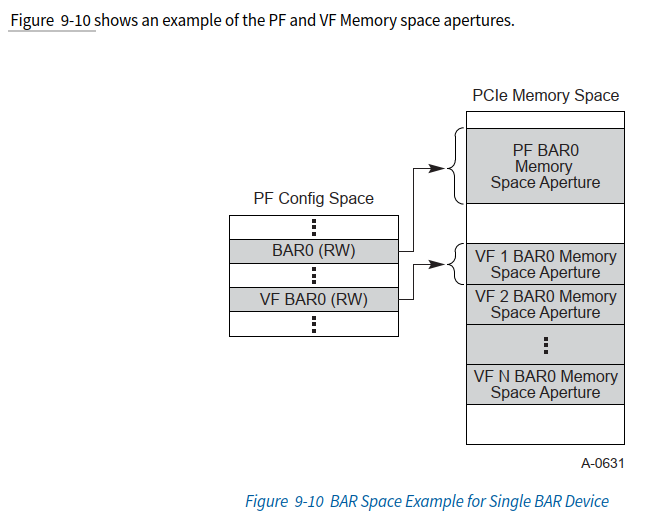 Figure 9-10 shows an example of the PF and VF Memory space apertures.
PCIe Memory Space
PF BAR0
Memory
Space Aperture
PF Config Space
BAR0 (RW)
VF BAR0 (RW)
VF 1 BAR0 Memory
Space Aperture
VF 2 BAR0 Memory
Space Aperture
VF N BAR0 Memory
Space Aperture
A-0631
Figure 9-10 BAR Space Example for Single BAR Device